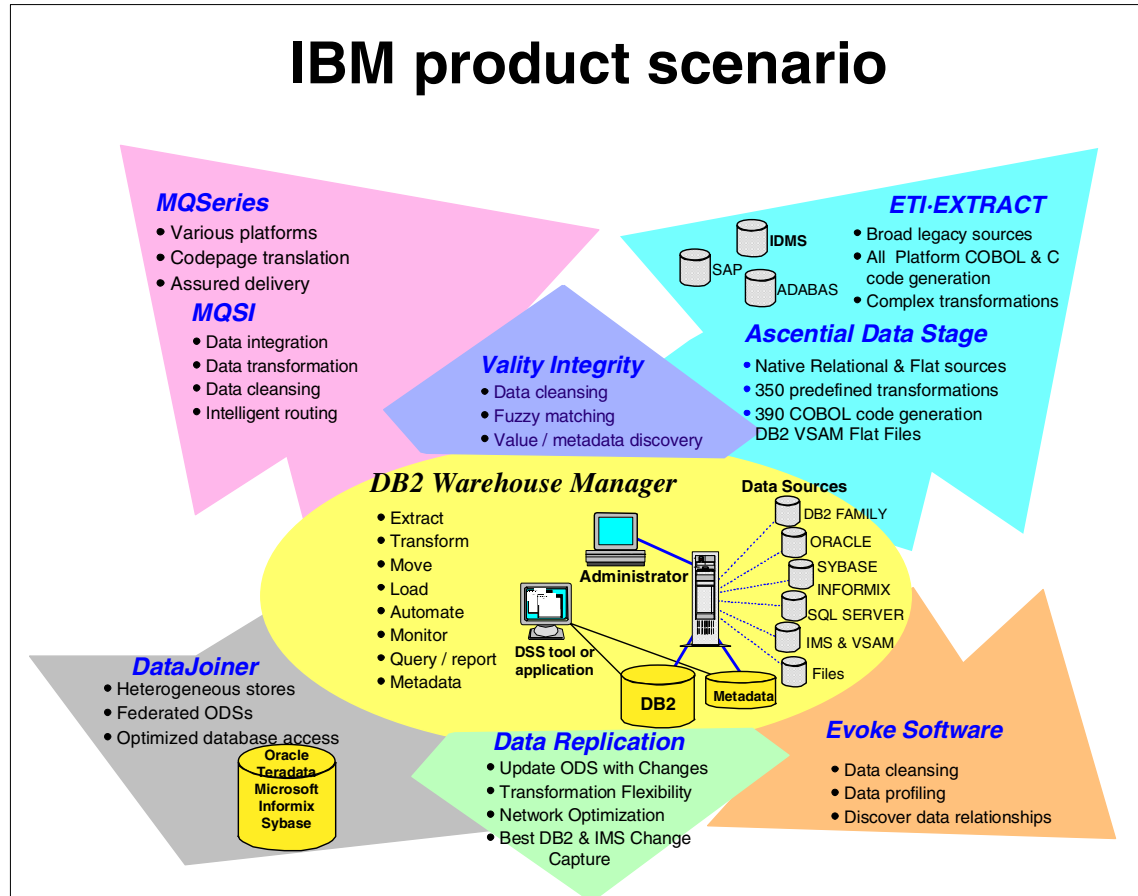 IBM product scenario
MQSeries
• Various platforms
• Codepage translation
• Assured delivery
MQSI
• Data integration
• Data transformation
• Data cleansing
• Intelligent routing
ETI·EXTRACT
• Broad legacy sources
• All Platform COBOL & C
code generation
• Complex transformations
IDMS
SAP
ADABAS
Ascential Data Stage
• Native Relational & Flat sources
• 350 predefined transformations
• 390 COBOL code generation
DB2 VSAM Flat Files
Vality Integrity
• Data cleansing
• Fuzzy matching
• Value / metadata discovery
DB2 Warehouse Manager
• Extract
• Transform
• Move
• Load
• Automate
• Monitor
• Query / report
• Metadata
Administrator
DSS tool or
application
DB2
Metadata
Data Sources
DB2 FAMILY
ORACLE
SYBASE
INFORMIX
SQL SERVER
IMS & VSAM
Files
DataJoiner
• Heterogeneous stores
• Federated ODSs
• Optimized database access
Oracle
Teradata
Microsoft
Informix
Sybase
Data Replication
• Update ODS with Changes
• Transformation Flexibility
• Network Optimization
• Best DB2 & IMS Change
Capture
Evoke Software
• Data cleansing
• Data profiling
• Discover data relationships